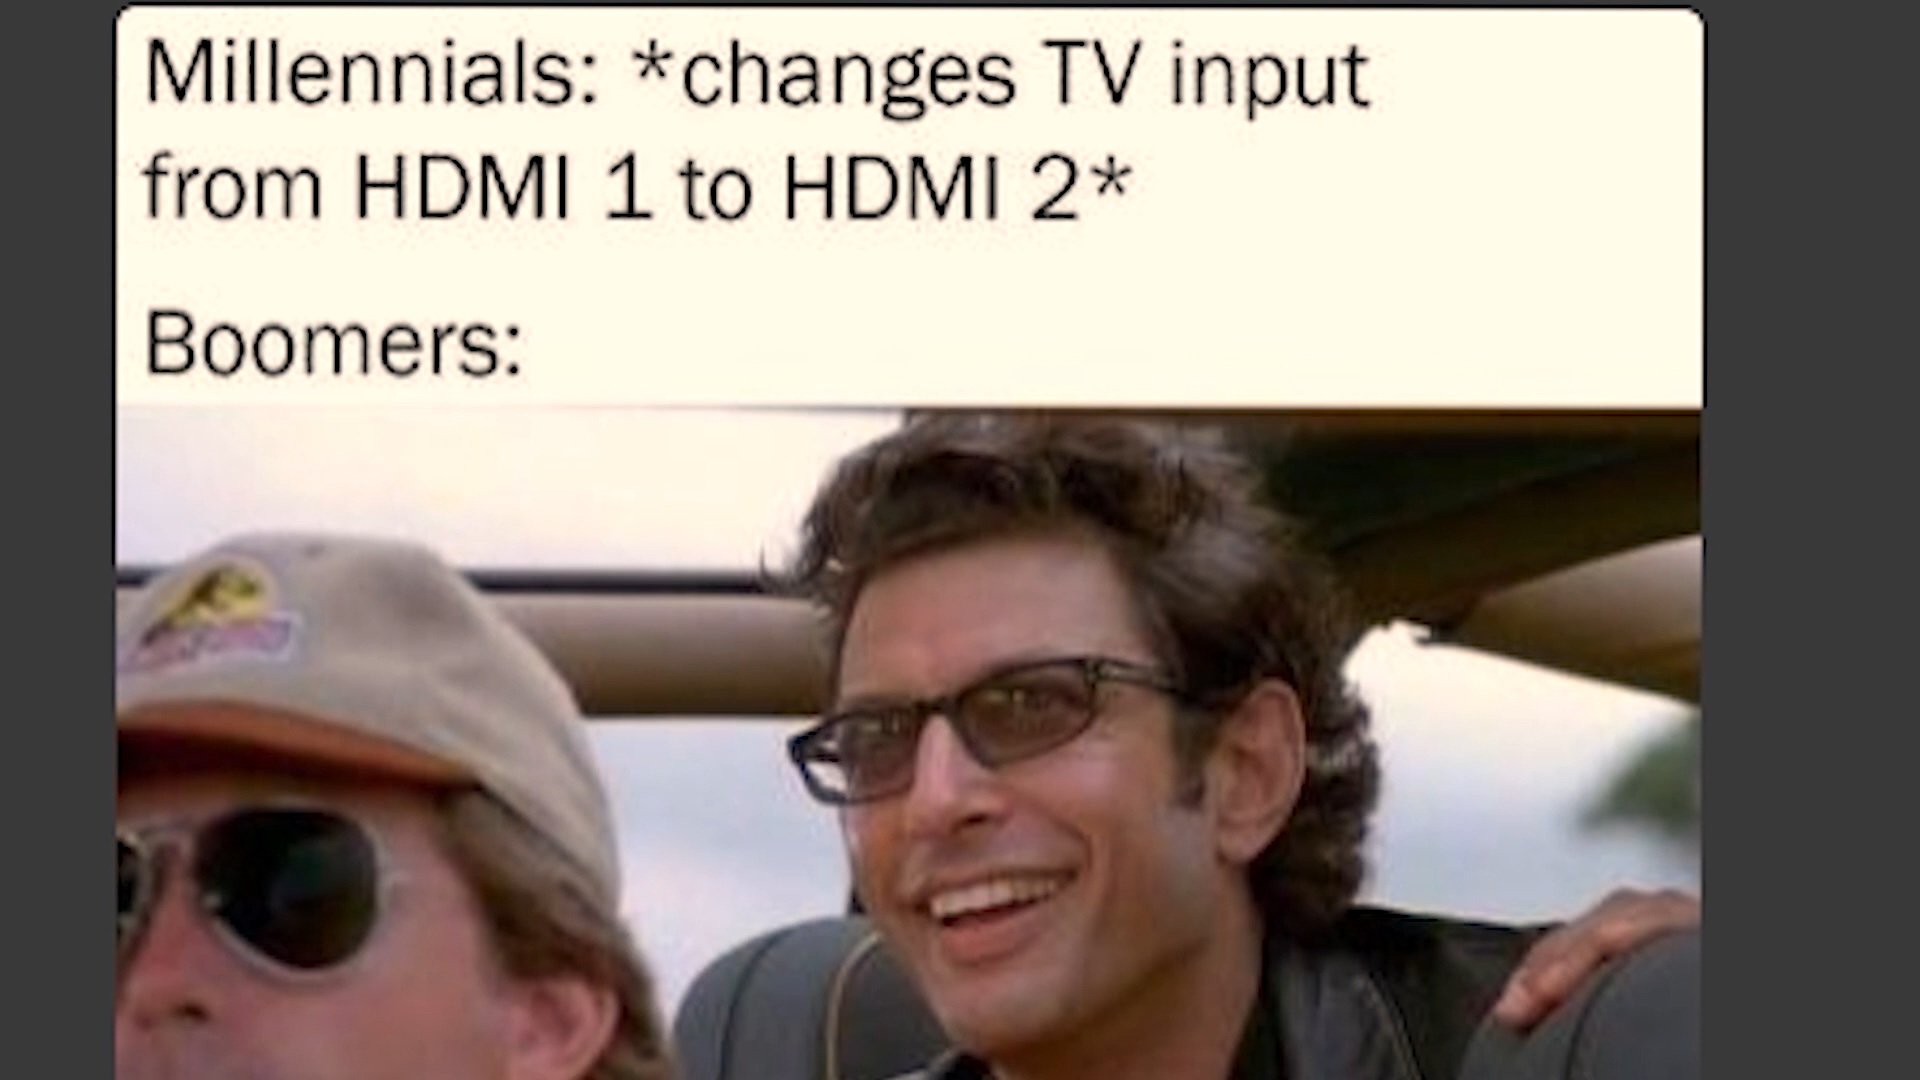 Millennials: *changes TV input
from HDMI 1 to HDMI 2*
Boomers: